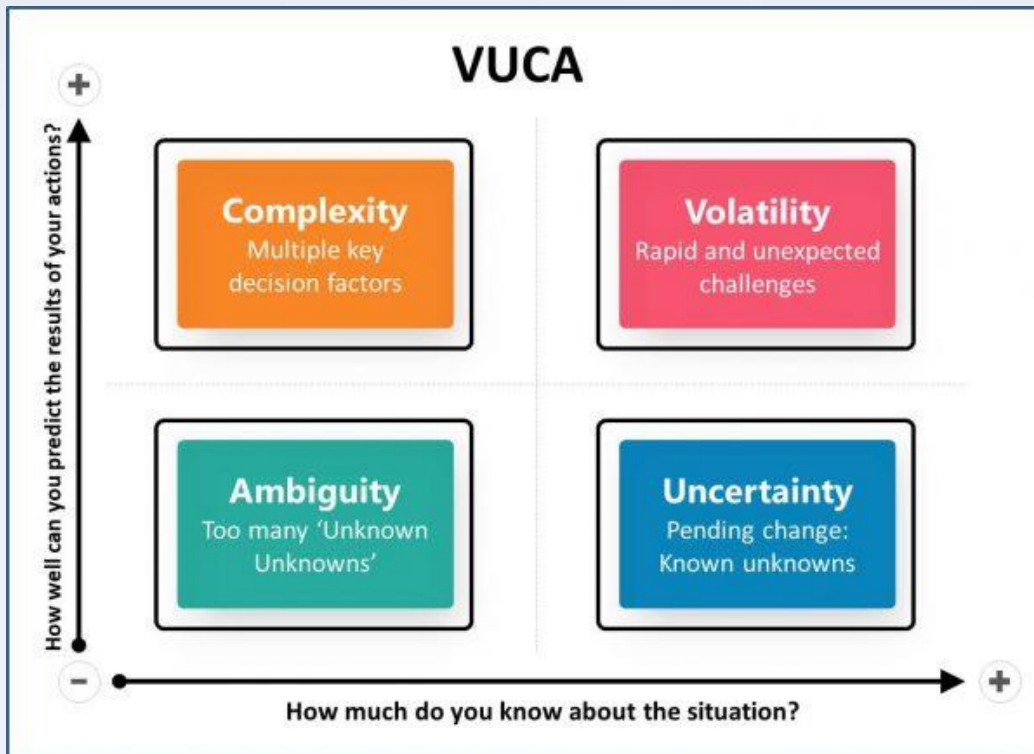 VUCA
How well can you predict the results of your actions?
Complexity
Multiple key
decision factors
Volatility
Rapid and unexpected
challenges
Ambiguity
Too many ‘Unknown
Unknowns’
Uncertainty
Pending change:
Known unknowns
How much do you know about the situation?